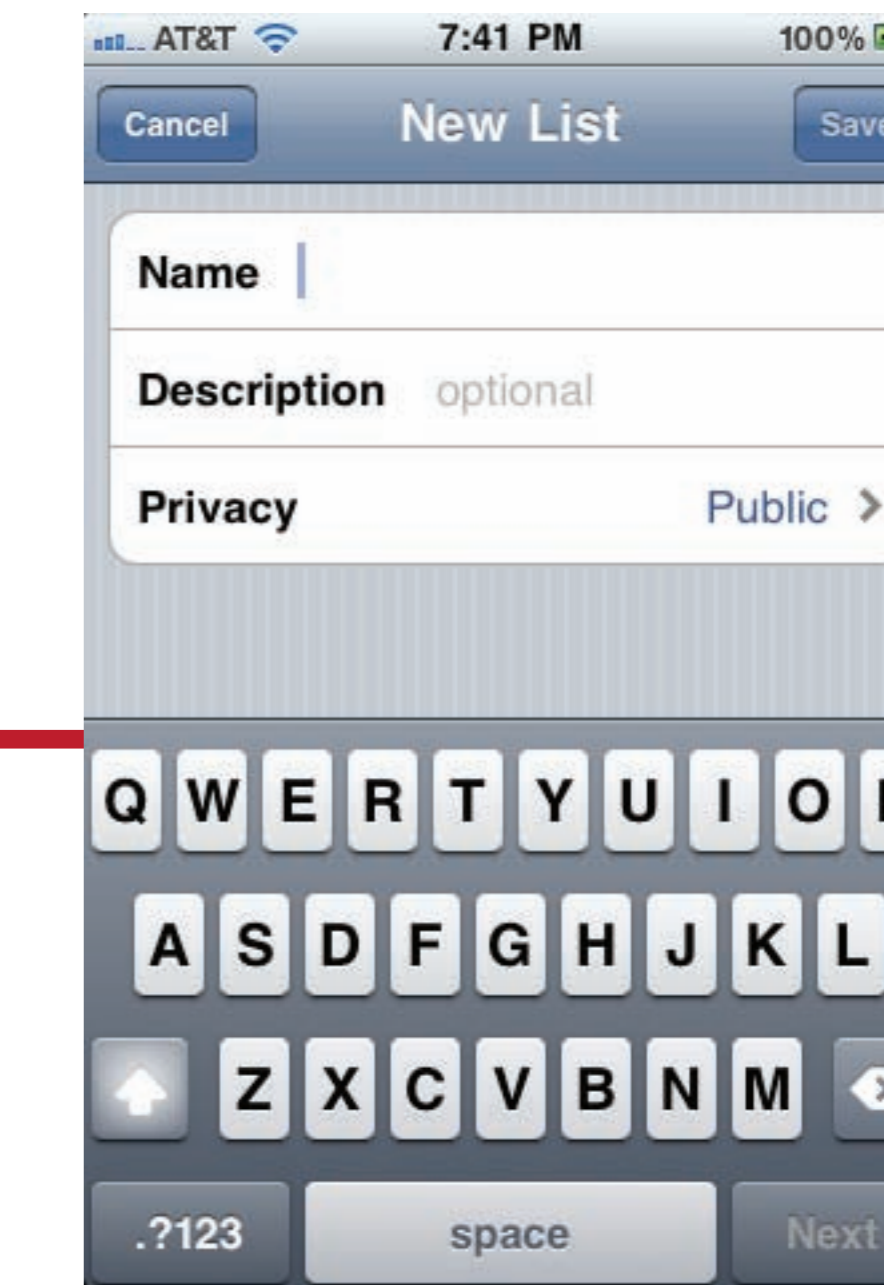 AT&T 7:41 PM 100%
Cancel New List Save
Name
Description optional
Privacy Public
Q W E R T Y U I O
A S D F G H J K L
Z X C V B N M
.?123 space Next